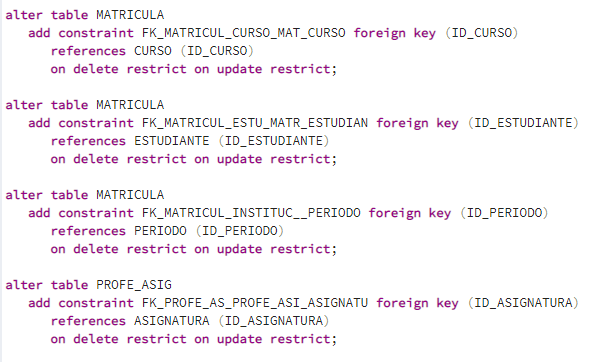 alter table MATRICULA
add constraint FK_MATRICUL_CURSO_MAT_CURSO foreign key (ID_CURSO)
references CURSO (ID_CURSO)
on delete restrict on update restrict;
alter table MATRICULA
add constraint FK_MATRICUL_ESTU_MATR_ESTUDIAN foreign key (ID_ESTUDIANTE)
references ESTUDIANTE (ID_ESTUDIANTE)
on delete restrict on update restrict;
alter table MATRICULA
add constraint FK_MATRICUL_INSTITUC__PERIODO foreign key (ID_PERIODO)
references PERIODO (ID_PERIODO)
on delete restrict on update restrict;
alter table PROFE_ASIG
add constraint FK_PROFE_AS_PROFE_ASI_ASIGNATU foreign key (ID_ASIGNATURA)
references ASIGNATURA (ID_ASIGNATURA)
on delete restrict on update restrict;